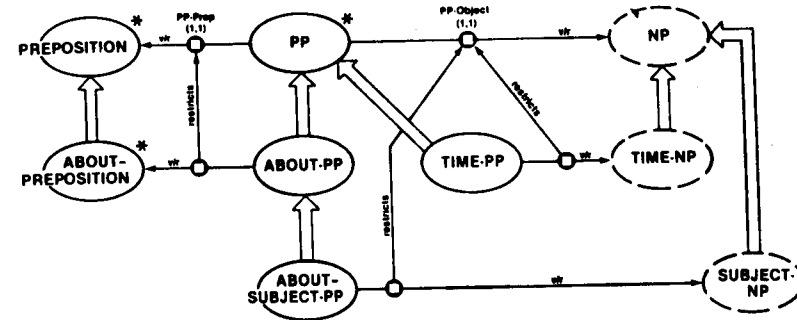 PP-Prep
(1,1)
PP-Object
(1,1)
PREPOSITION
*
v/r
PP
*
v/r
NP
restricts
restricts
ABOUT-
PREPOSITION
*
v/r
ABOUT-PP
TIME-PP
v/r
TIME-NP
restricts
ABOUT-
SUBJECT-PP
v/r
SUBJECT-
NP